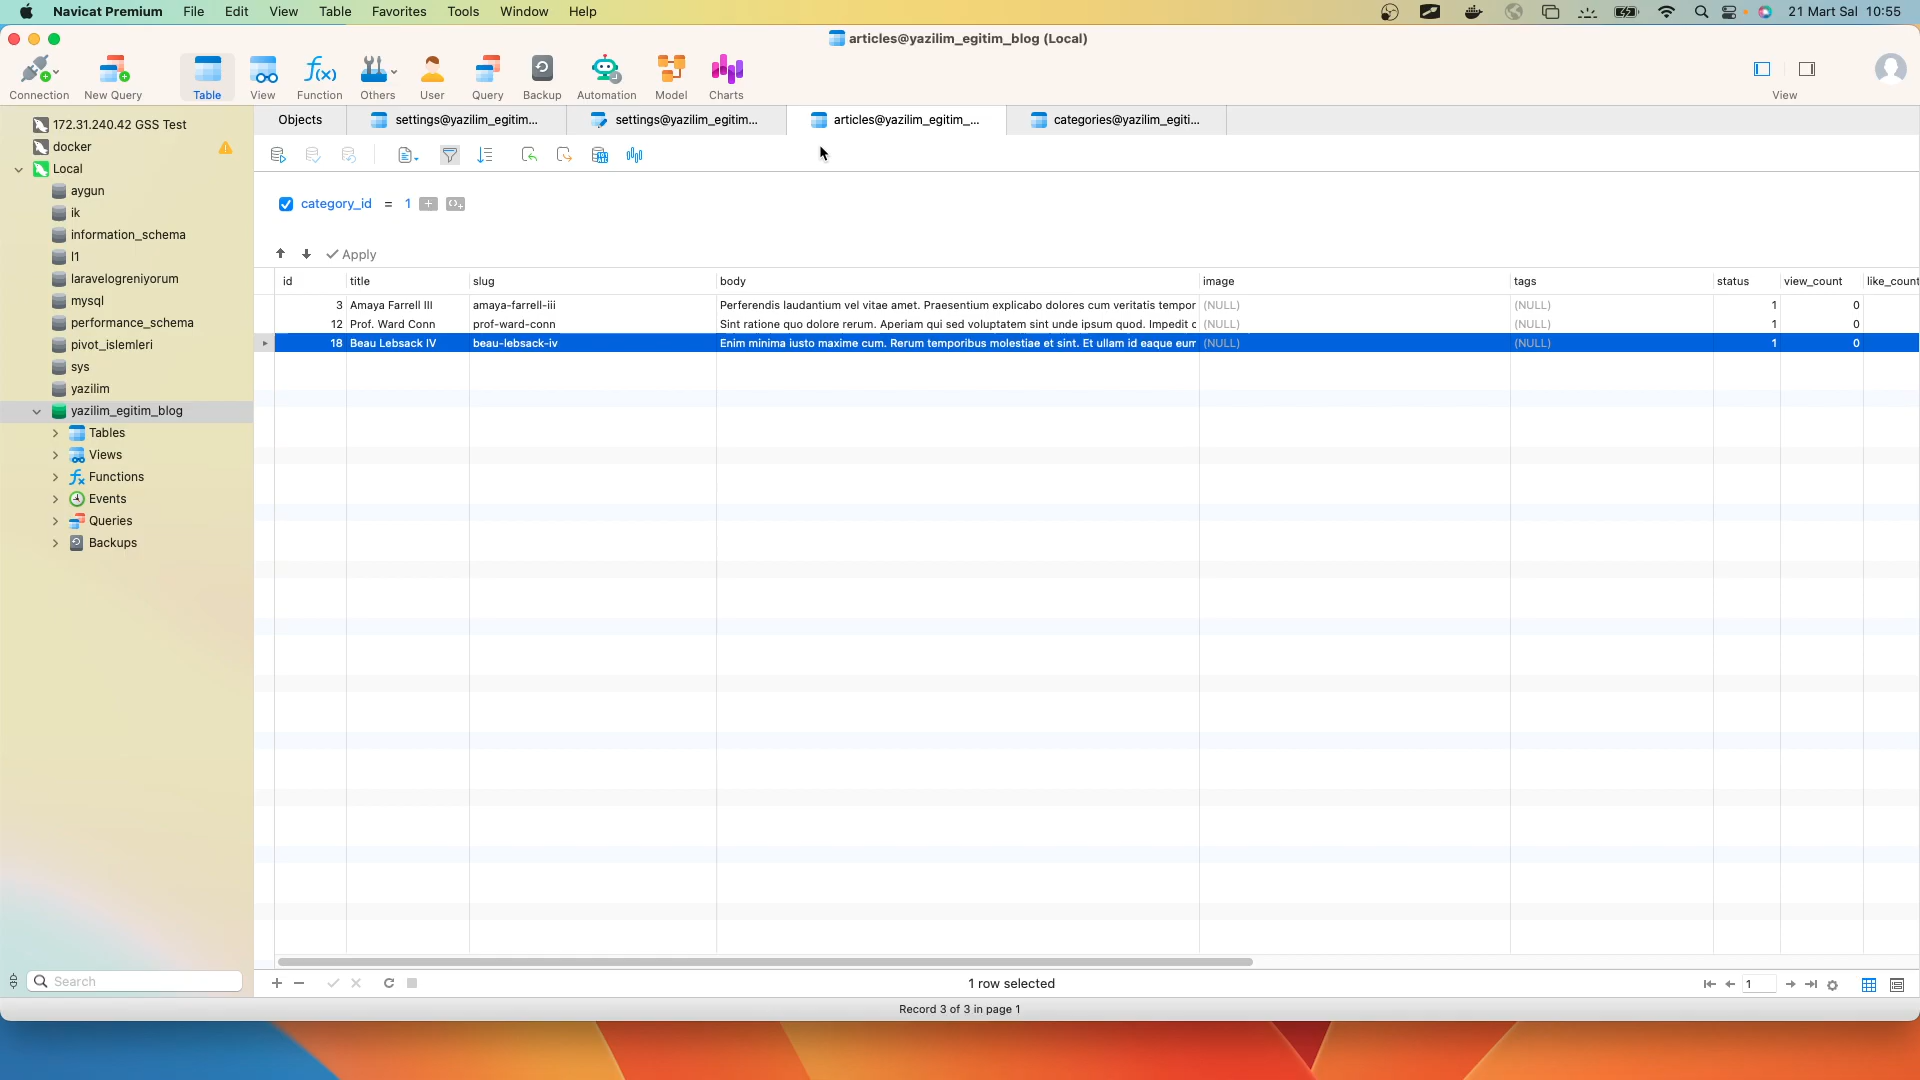 Navicat Premium File Edit View Table Favorites Tools Window Help 21 Mart Sal 10:55
articles@yazilim_egitim_blog (Local)
Connection New Query Table View Function Others User Query Backup Automation Model Charts View
172.31.240.42 GSS Test
docker
Local
aygun
ik
information_schema
l1
laravelogreniyorum
mysql
performance_schema
pivot_islemleri
sys
yazilim
yazilim_egitim_blog
Tables
Views
Functions
Events
Queries
Backups
Search
Objects settings@yazilim_egitim... settings@yazilim_egitim... articles@yazilim_egitim_... categories@yazilim_egiti...
category_id = 1
Apply
id title slug body image tags status view_count like_count
3 Amaya Farrell III amaya-farrell-iii Perferendis laudantium vel vitae amet. Praesentium explicabo dolores cum veritatis tempor (NULL) (NULL) 1 0
12 Prof. Ward Conn prof-ward-conn Sint ratione quo dolore rerum. Aperiam qui sed voluptatem sint unde ipsum quod. Impedit c (NULL) (NULL) 1 0
18 Beau Lebsack IV beau-lebsack-iv Enim minima iusto maxime cum. Rerum temporibus molestiae et sint. Et ullam id eaque eum (NULL) (NULL) 1 0
1 row selected
1
Record 3 of 3 in page 1